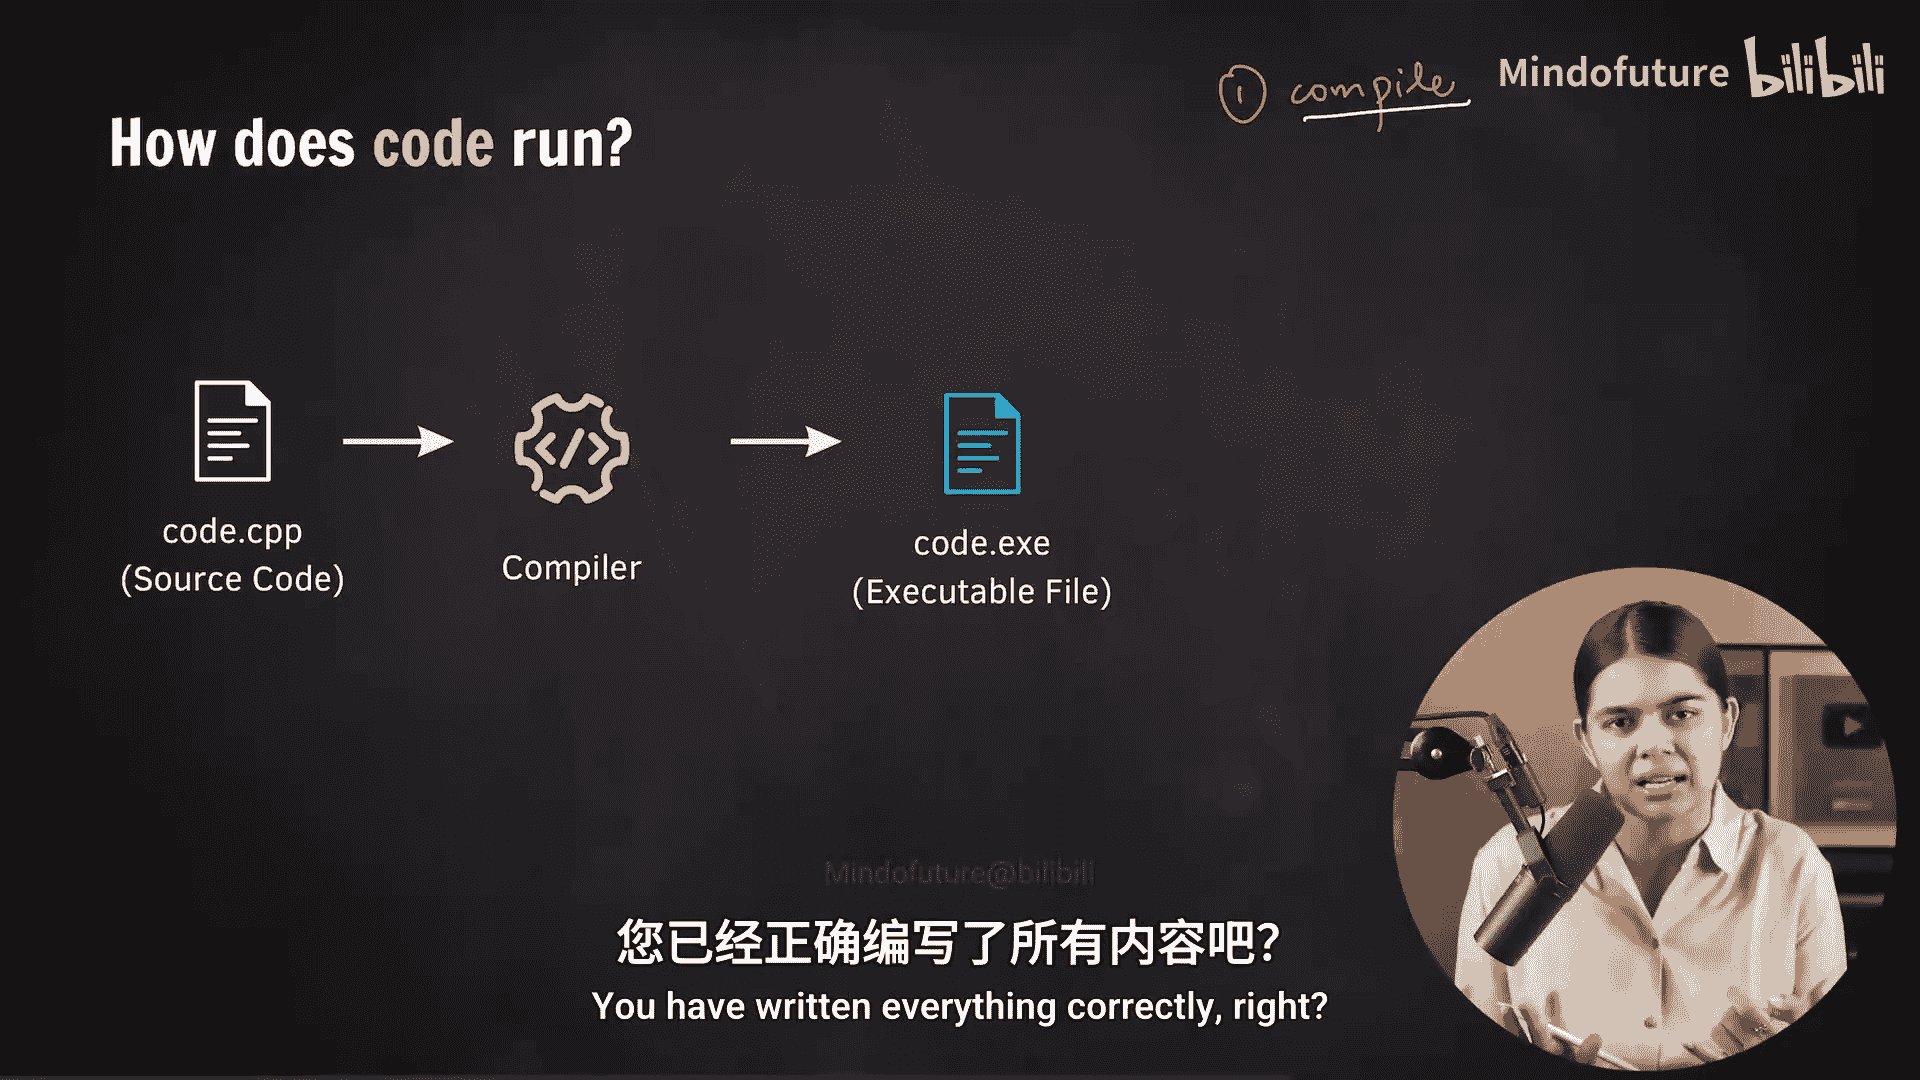 ① compile
Mindofuture bilibili
How does code run?
code.cpp
(Source Code)
Compiler
code.exe
(Executable File)
Mindofuture@bilibili
您已经正确编写了所有内容吧？
You have written everything correctly, right?